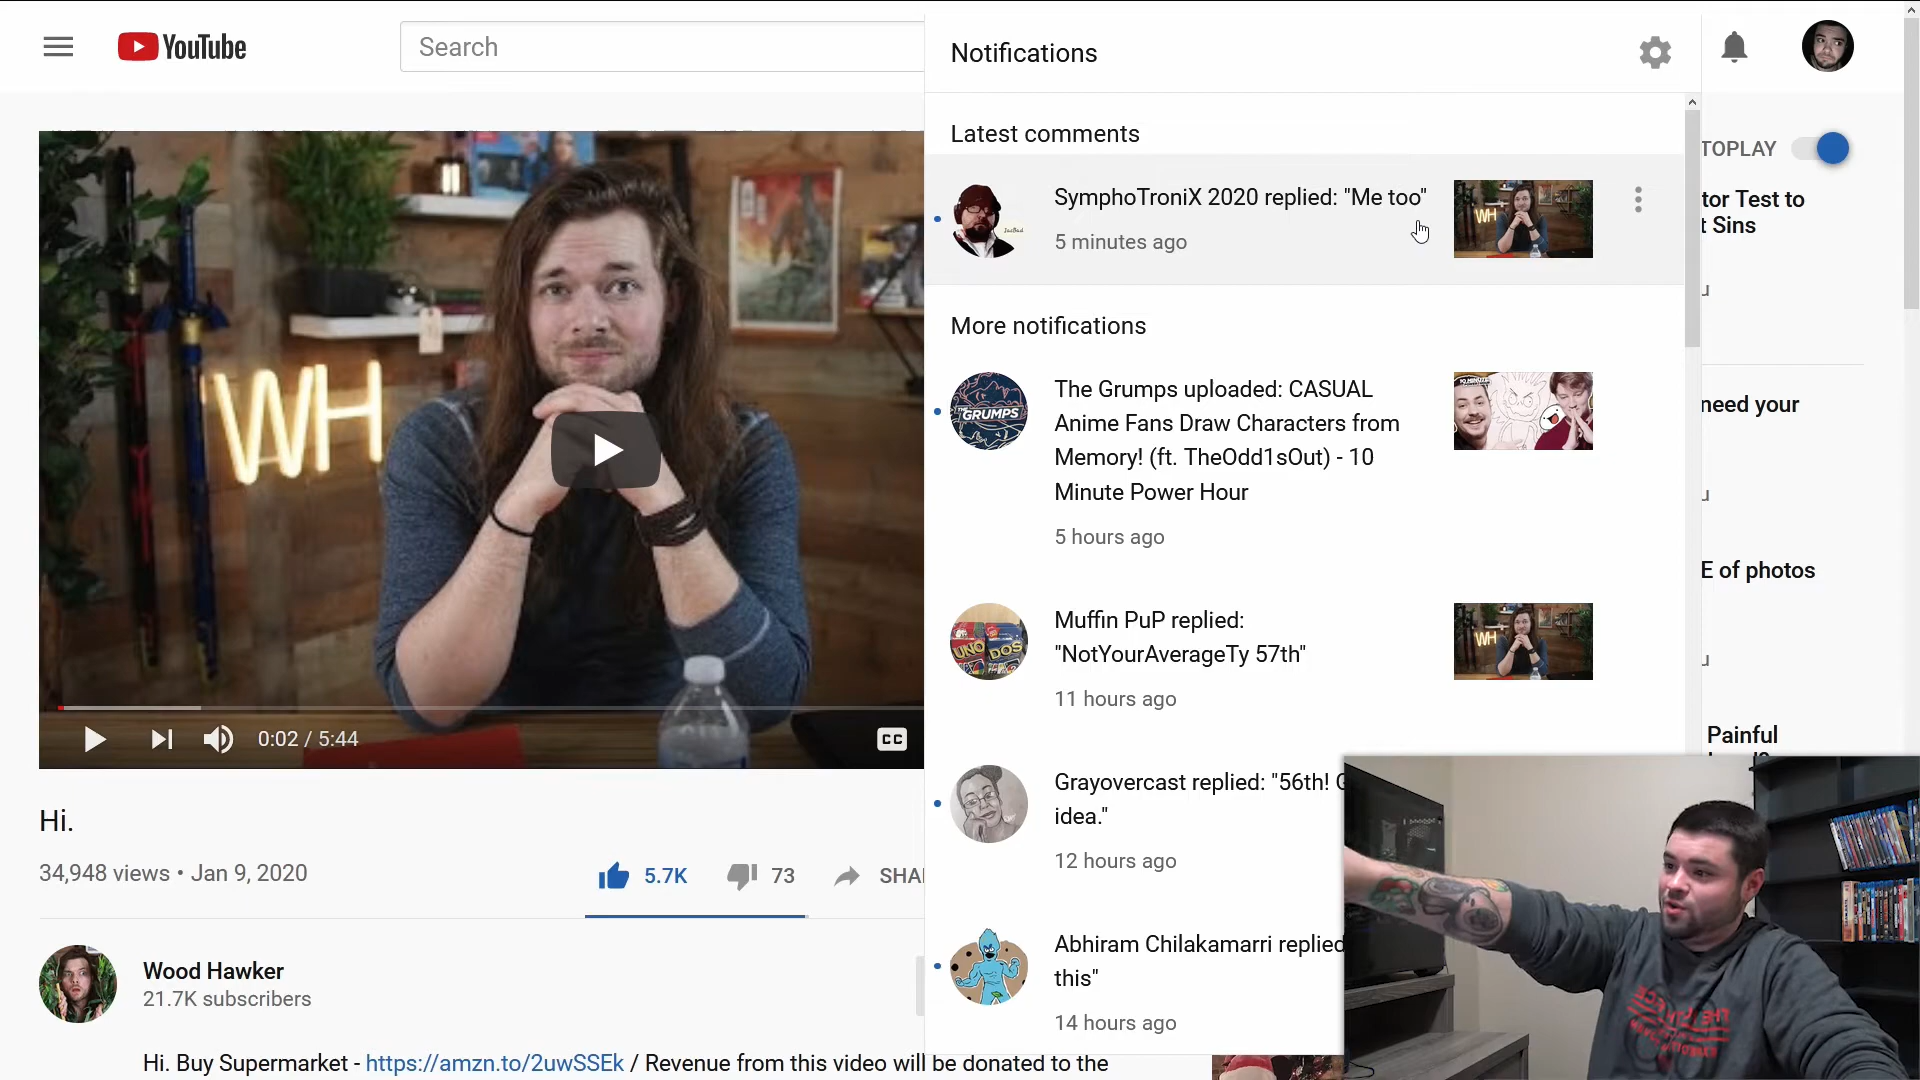 YouTube
Search
Notifications
Latest comments
SymphoTroniX 2020 replied: "Me too"
5 minutes ago
More notifications
The Grumps uploaded: CASUAL
Anime Fans Draw Characters from
Memory! (ft. TheOdd1sOut) - 10
Minute Power Hour
5 hours ago
GRUMPS
Muffin PuP replied:
"NotYourAverageTy 57th"
11 hours ago
UNO DOS
Grayovercast replied: "56th! G
idea."
12 hours ago
Abhiram Chilakamarri replied
this"
14 hours ago
TOPLAY
tor Test to
t Sins
need your
E of photos
Painful
WH
0:02 / 5:44
CC
Hi.
34,948 views • Jan 9, 2020
5.7K
73
SHA
Wood Hawker
21.7K subscribers
Hi. Buy Supermarket - https://amzn.to/2uwSSEk / Revenue from this video will be donated to the